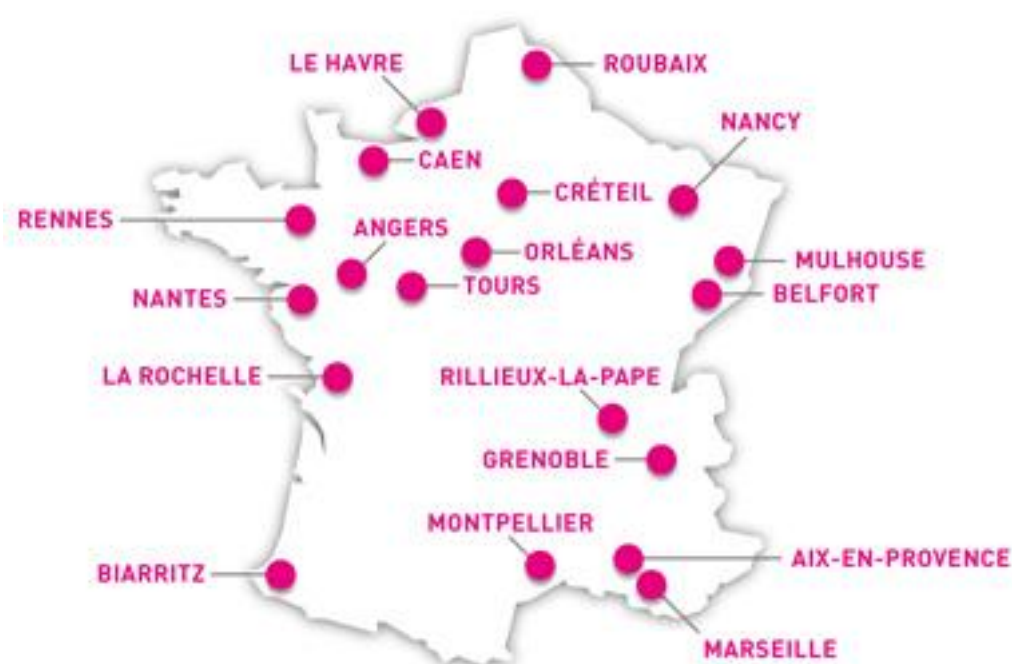 LE HAVRE
ROUBAIX
NANCY
CAEN
CRÉTEIL
RENNES
ANGERS
ORLÉANS
MULHOUSE
TOURS
BELFORT
NANTES
LA ROCHELLE
RILLIEUX-LA-PAPE
GRENOBLE
MONTPELLIER
AIX-EN-PROVENCE
BIARRITZ
MARSEILLE